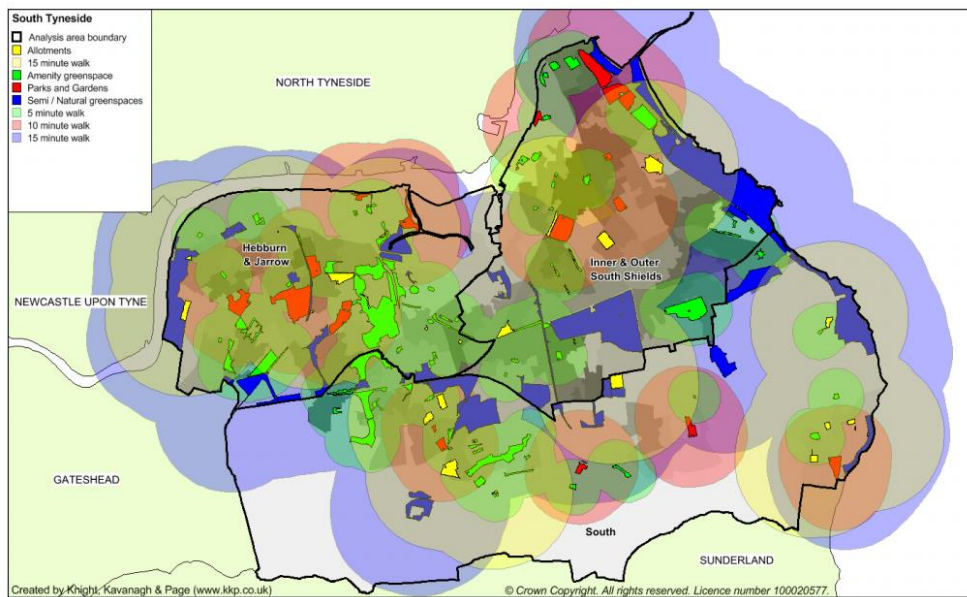 South Tyneside
Analysis area boundary
Allotments
15 minute walk
Amenity greenspace
Parks and Gardens
Semi / Natural greenspaces
5 minute walk
10 minute walk
15 minute walk
NORTH TYNESIDE
Hebburn
& Jarrow
NEWCASTLE UPON TYNE
Inner & Outer
South Shields
GATESHEAD
South
SUNDERLAND
Created by Knight, Kavanagh & Page (www.kkp.co.uk)
© Crown Copyright. All rights reserved. Licence number 100020577.